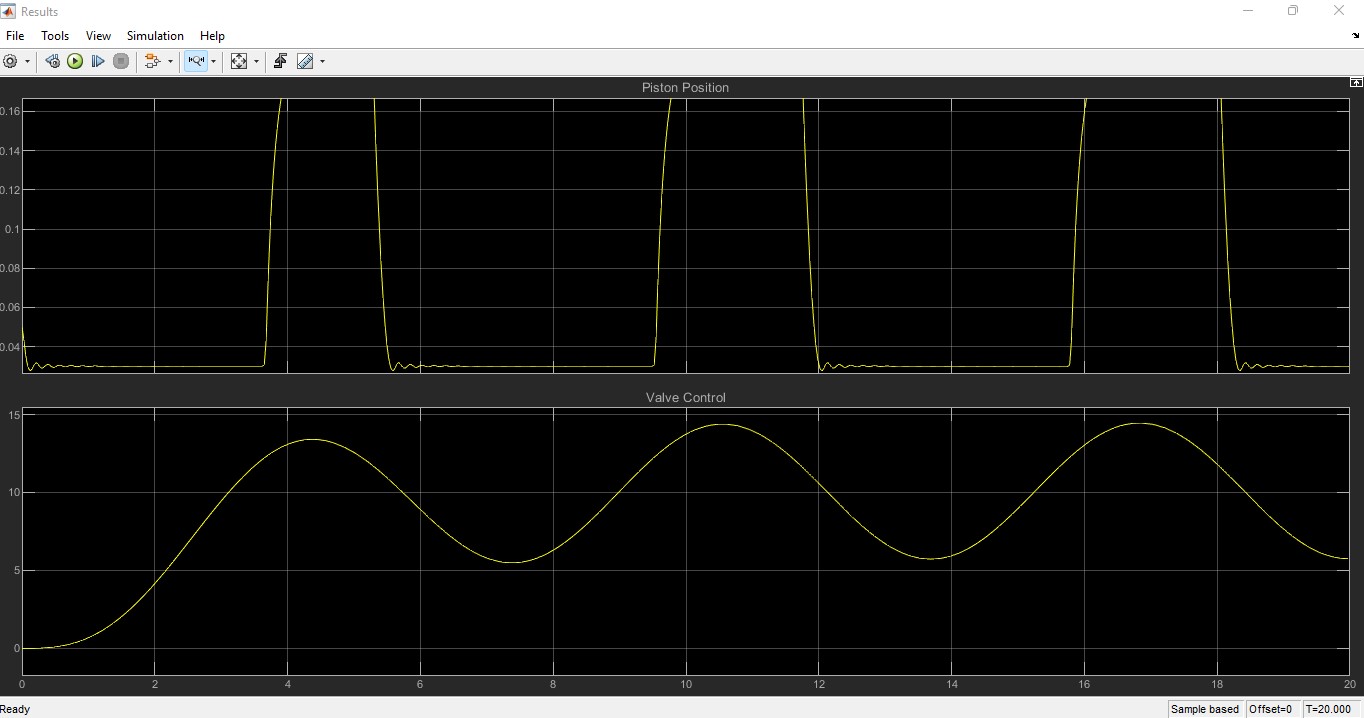 Results
File Tools View Simulation Help
Piston Position
0.16
0.14
0.12
0.1
0.08
0.06
0.04
Valve Control
15
10
5
0
0 2 4 6 8 10 12 14 16 18 20
Ready Sample based Offset=0 T=20.000